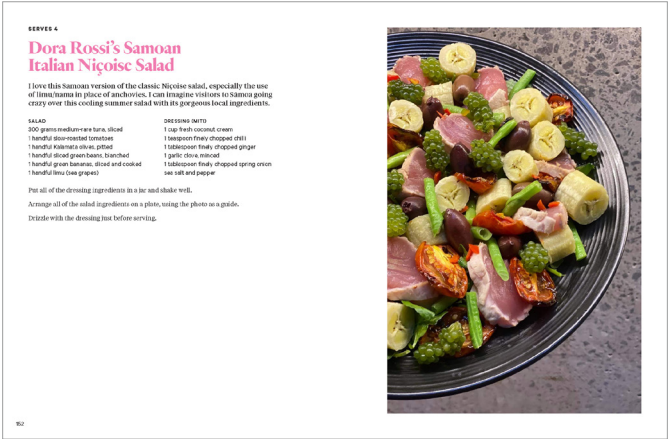 SERVES 4
Dora Rossi's Samoan
Italian Niçoise Salad
I love this Samoan version of the classic Niçoise salad, especially the use
of limu/nama in place of anchovies. I can imagine visitors to Sāmoa going
crazy over this cooling summer salad with its gorgeous local ingredients.
SALAD
300 grams medium-rare tuna, sliced
1 handful slow-roasted tomatoes
1 handful Kalamata olives, pitted
1 handful sliced green beans, blanched
1 handful green bananas, sliced and cooked
1 handful limu (sea grapes)
DRESSING (MITI)
1 cup fresh coconut cream
1 teaspoon finely chopped chilli
1 tablespoon finely chopped ginger
1 garlic clove, minced
1 tablespoon finely chopped spring onion
sea salt and pepper
Put all of the dressing ingredients in a jar and shake well.
Arrange all of the salad ingredients on a plate, using the photo as a guide.
Drizzle with the dressing just before serving.
152